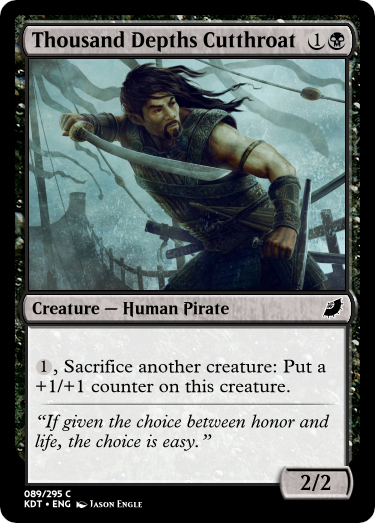 Thousand Depths Cutthroat 1
Creature — Human Pirate
1, Sacrifice another creature: Put a
+1/+1 counter on this creature.
“If given the choice between honor and
life, the choice is easy.”
2/2
089/295 C
KDT • ENG Jason Engle